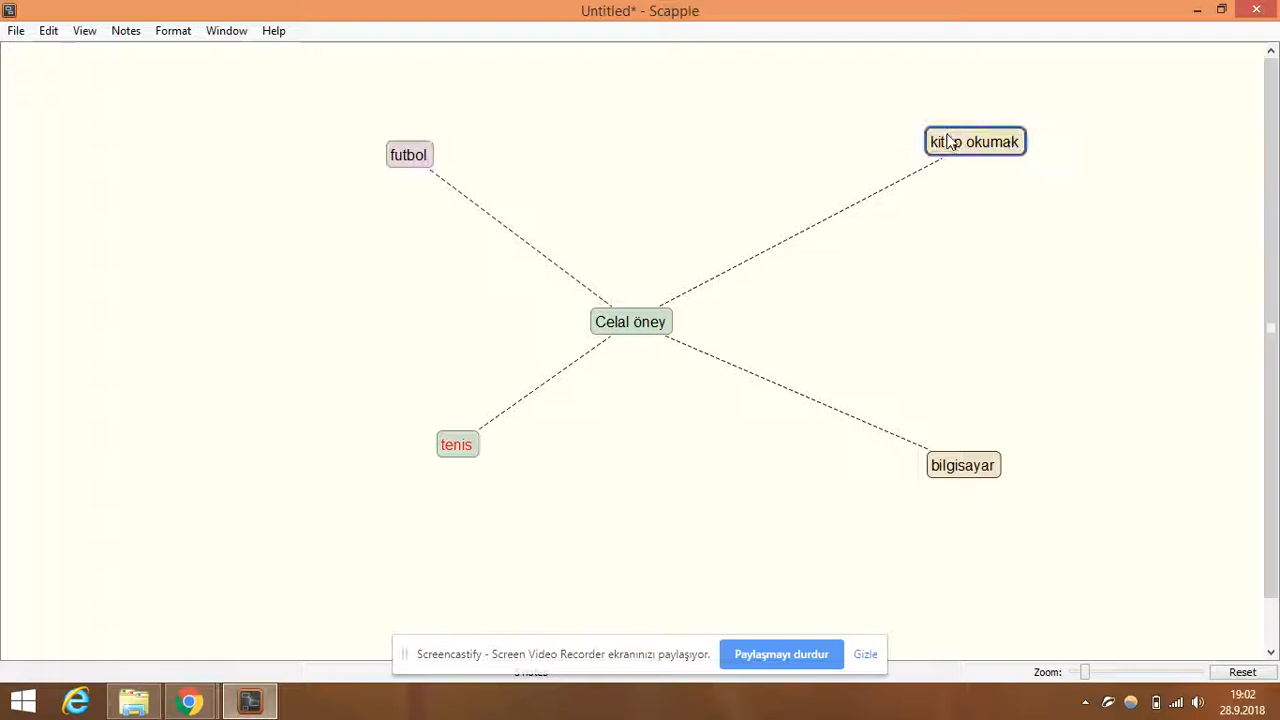 Untitled* - Scapple
File Edit View Notes Format Window Help
kitap okumak
futbol
Celal öney
tenis
bilgisayar
Screencastify - Screen Video Recorder ekranınızı paylaşıyor. Paylaşmayı durdur Gizle
Zoom: Reset
19:02
28.9.2018